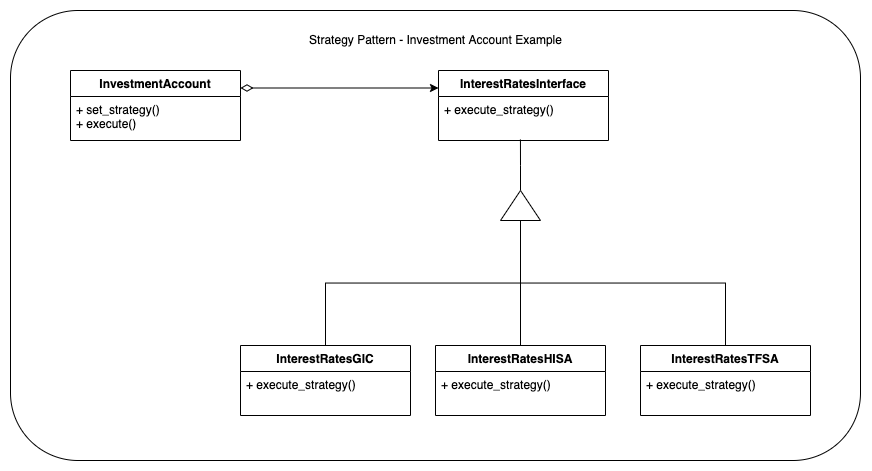 Strategy Pattern - Investment Account Example
InvestmentAccount
+ set_strategy()
+ execute()
InterestRatesInterface
+ execute_strategy()
InterestRatesGIC
+ execute_strategy()
InterestRatesHISA
+ execute_strategy()
InterestRatesTFSA
+ execute_strategy()